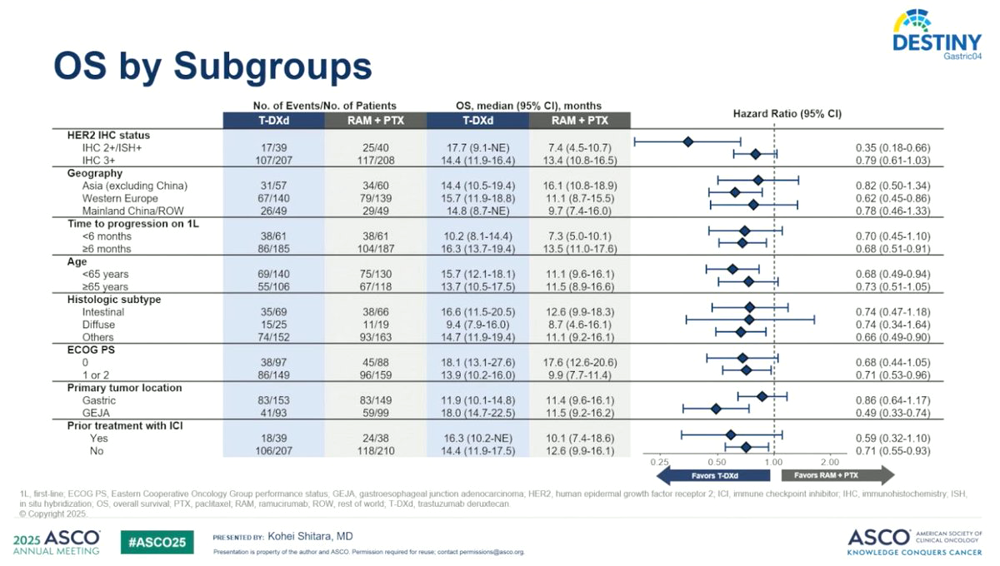 DESTINY
Gastric04
OS by Subgroups
No. of Events/No. of Patients OS, median (95% CI), months Hazard Ratio (95% CI)
T-DXd RAM + PTX T-DXd RAM + PTX
HER2 IHC status
IHC 2+/ISH+ 17/39 25/40 17.7 (9.1-NE) 7.4 (4.5-10.7) 0.35 (0.18-0.66)
IHC 3+ 107/207 117/208 14.4 (11.9-16.4) 13.4 (10.8-16.5) 0.79 (0.61-1.03)
Geography
Asia (excluding China) 31/57 34/60 14.4 (10.5-19.4) 16.1 (10.8-18.9) 0.82 (0.50-1.34)
Western Europe 67/140 79/139 15.7 (11.9-18.8) 11.1 (8.7-15.5) 0.62 (0.45-0.86)
Mainland China/ROW 26/49 29/49 14.8 (8.7-NE) 9.7 (7.4-16.0) 0.78 (0.46-1.33)
Time to progression on 1L
<6 months 38/61 38/61 10.2 (8.1-14.4) 7.3 (5.0-10.1) 0.70 (0.45-1.10)
≥6 months 86/185 104/187 16.3 (13.7-19.4) 13.5 (11.0-17.6) 0.68 (0.51-0.91)
Age
<65 years 69/140 75/130 15.7 (12.1-18.1) 11.1 (9.6-16.1) 0.68 (0.49-0.94)
≥65 years 55/106 67/118 13.7 (10.5-17.5) 11.5 (8.9-16.6) 0.73 (0.51-1.05)
Histologic subtype
Intestinal 35/69 38/66 16.6 (11.5-20.5) 12.6 (9.9-18.3) 0.74 (0.47-1.18)
Diffuse 15/25 11/19 9.4 (7.9-16.0) 8.7 (4.6-16.1) 0.74 (0.34-1.64)
Others 74/152 93/163 14.7 (11.9-19.4) 11.1 (9.2-16.1) 0.66 (0.49-0.90)
ECOG PS
0 38/97 45/88 18.1 (13.1-27.6) 17.6 (12.6-20.6) 0.68 (0.44-1.05)
1 or 2 86/149 96/159 13.9 (10.2-16.0) 9.9 (7.7-11.4) 0.71 (0.53-0.96)
Primary tumor location
Gastric 83/153 83/149 11.9 (10.1-14.8) 11.4 (9.6-16.1) 0.86 (0.64-1.17)
GEJA 41/93 59/99 18.0 (14.7-22.5) 11.5 (9.2-16.2) 0.49 (0.33-0.74)
Prior treatment with ICI
Yes 18/39 24/38 16.3 (10.2-NE) 10.1 (7.4-18.6) 0.59 (0.32-1.10)
No 106/207 118/210 14.4 (11.9-17.5) 12.6 (9.9-16.1) 0.71 (0.55-0.93)
0.25 0.50 1.00 2.00
Favors T-DXd Favors RAM + PTX
1L, first-line; ECOG PS, Eastern Cooperative Oncology Group performance status, GEJA, gastroesophageal junction adenocarcinoma; HER2, human epidermal growth factor receptor 2; ICI, immune checkpoint inhibitor; IHC, immunohistochemistry, ISH,
in situ hybridization, OS, overall survival; PTX, paclitaxel, RAM, ramucirumab, ROW, rest of world; T-DXd, trastuzumab deruxtecan.
© Copyright 2025.
2025 ASCO
ANNUAL MEETING
#ASCO25
PRESENTED BY: Kohei Shitara, MD
Presentation is property of the author and ASCO. Permission required for reuse; contact permissions@asco.org.
ASCO AMERICAN SOCIETY OF
CLINICAL ONCOLOGY
KNOWLEDGE CONQUERS CANCER